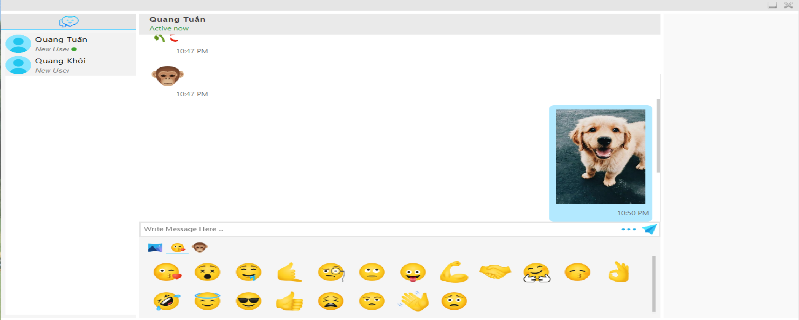 Quang Tuấn
New User
Quang Khôi
New User
Quang Tuấn
Active now
10:47 PM
10:47 PM
10:50 PM
Write Message Here ...